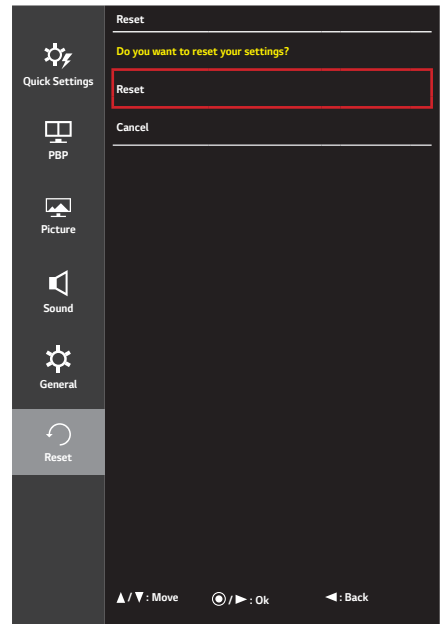 Reset
Do you want to reset your settings?
Reset
Cancel
Quick Settings
PBP
Picture
Sound
General
Reset
▲/▼: Move
◉/►: Ok
◄: Back